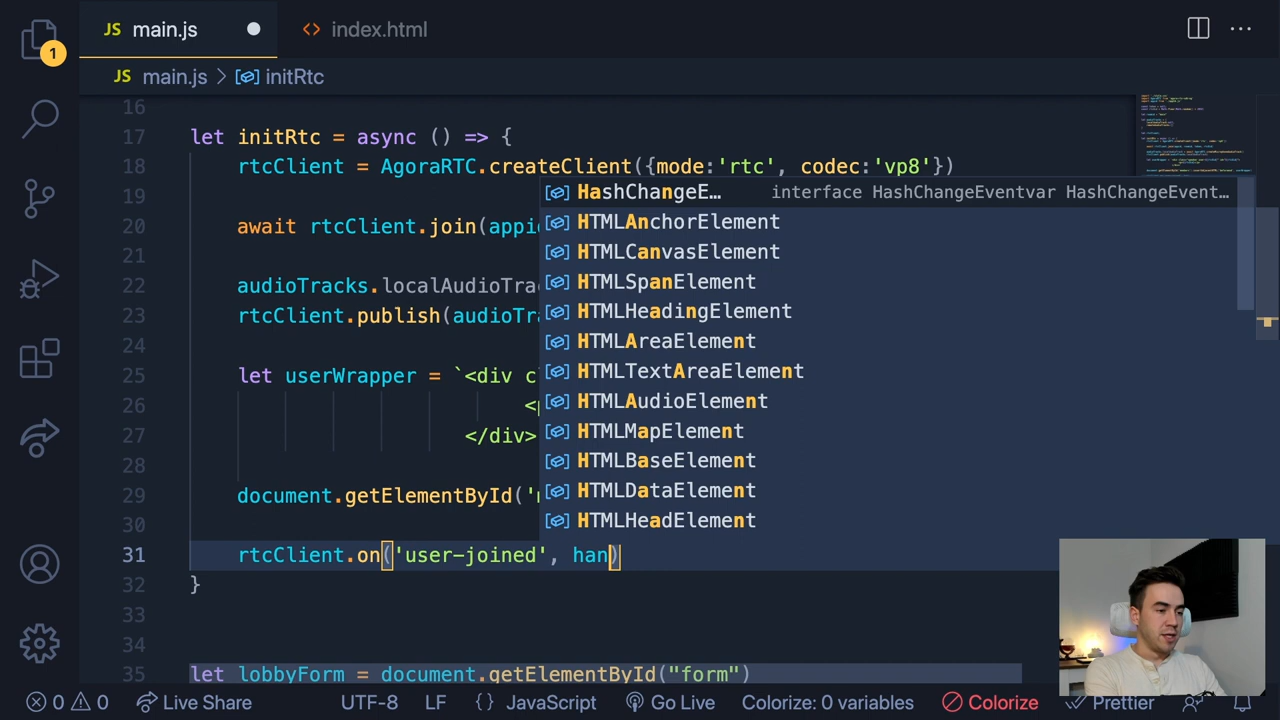 JS main.js
<> index.html
1
JS main.js > initRtc
16
17 let initRtc = async () => {
18 rtcClient = AgoraRTC.createClient({mode:'rtc', codec:'vp8'})
19
20 await rtcClient.join(appi
21
22 audioTracks.localAudioTra
23 rtcClient.publish(audioTra
24
25 let userWrapper = `<div c
26 <p
27 </div>
28
29 document.getElementById('m
30
31 rtcClient.on('user-joined', han)
32 }
33
34
35 let lobbyForm = document.getElementById("form")
HashChangeE… interface HashChangeEventvar HashChangeEvent…
HTMLAnchorElement
HTMLCanvasElement
HTMLSpanElement
HTMLHeadingElement
HTMLAreaElement
HTMLTextAreaElement
HTMLAudioElement
HTMLMapElement
HTMLBaseElement
HTMLDataElement
HTMLHeadElement
0 0 Live Share UTF-8 LF {} JavaScript Go Live Colorize: 0 variables Colorize Prettier